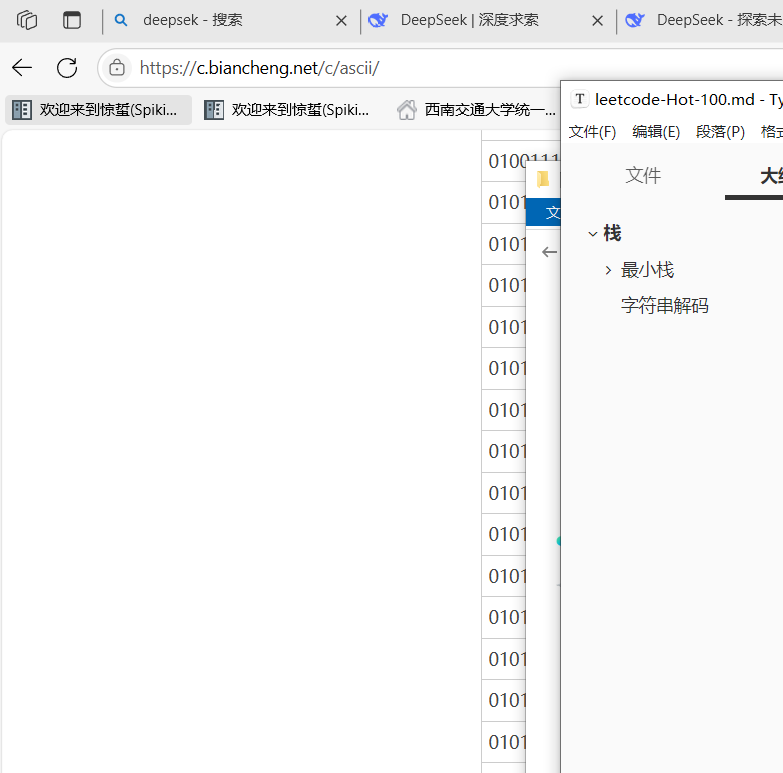 deepsek - 搜索
DeepSeek | 深度求索
DeepSeek - 探索未
https://c.biancheng.net/c/ascii/
欢迎来到惊蜇(Spiki...
欢迎来到惊蜇(Spiki...
西南交通大学统一...
leetcode-Hot-100.md - Ty
文件(F) 编辑(E) 段落(P) 格式
文件 大纲
栈
最小栈
字符串解码
文
0100111
0101
0101
0101
0101
0101
0101
0101
0101
0101
0101
0101
0101
0101
0101